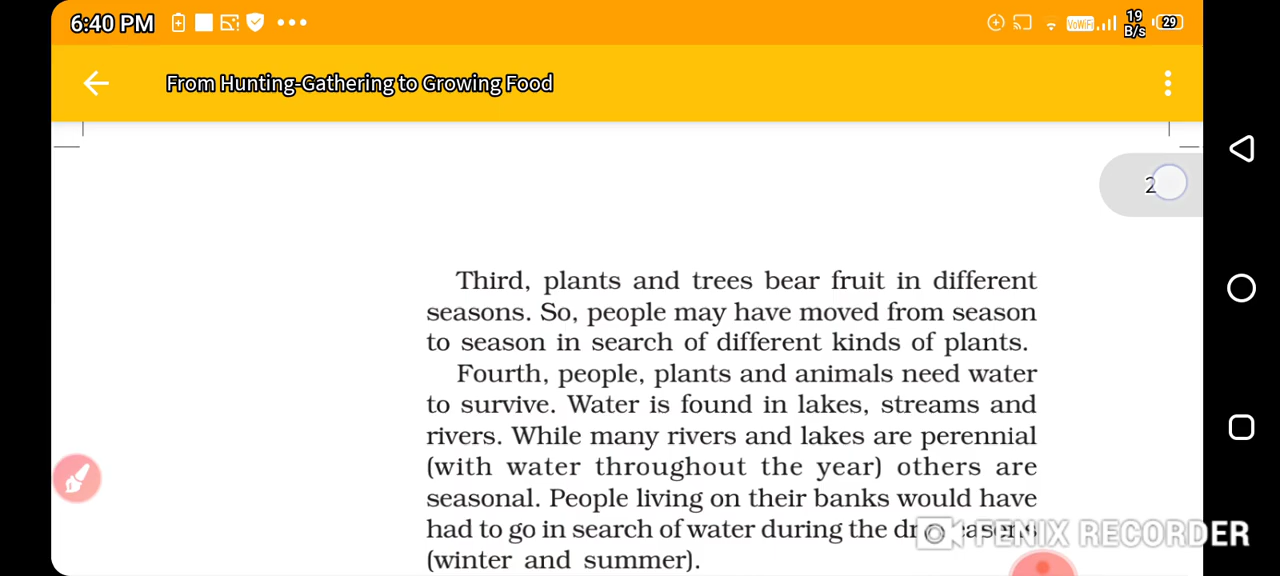 6:40 PM
VoWiFi 19 B/s 29
From Hunting-Gathering to Growing Food
2
Third, plants and trees bear fruit in different
seasons. So, people may have moved from season
to season in search of different kinds of plants.
Fourth, people, plants and animals need water
to survive. Water is found in lakes, streams and
rivers. While many rivers and lakes are perennial
(with water throughout the year) others are
seasonal. People living on their banks would have
had to go in search of water during the
(winter and summer).
FENIX RECORDER